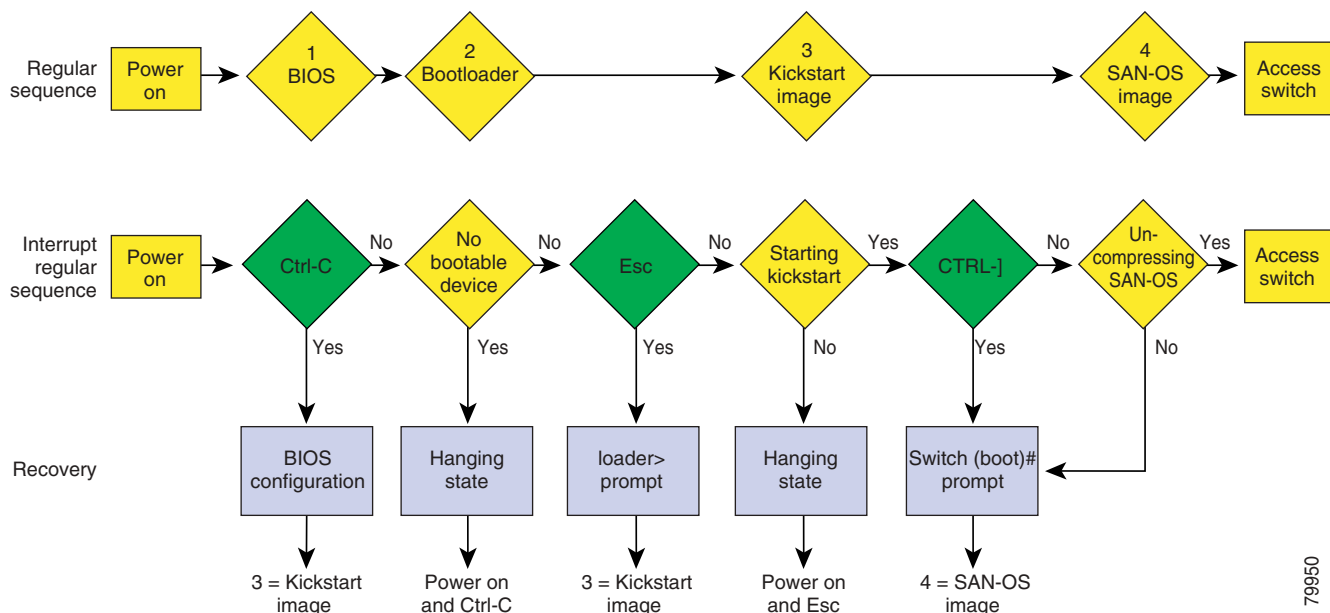 Regular
sequence
Power
on
1
BIOS
2
Bootloader
3
Kickstart
image
4
SAN-OS
image
Access
switch
Interrupt
regular
sequence
Power
on
Ctrl-C
No
No
bootable
device
No
Esc
No
Starting
kickstart
Yes
CTRL-]
No
Un-
compressing
SAN-OS
Yes
Access
switch
Yes
Yes
Yes
No
Yes
No
Recovery
BIOS
configuration
Hanging
state
loader>
prompt
Hanging
state
Switch (boot)#
prompt
3 = Kickstart
image
Power on
and Ctrl-C
3 = Kickstart
image
Power on
and Esc
4 = SAN-OS
image
79950